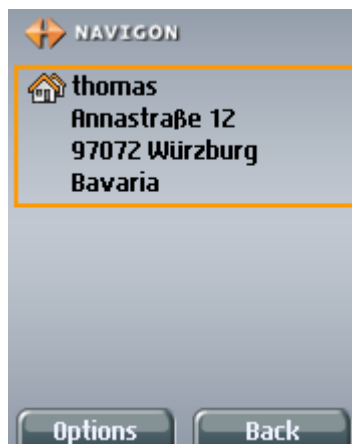 NAVIGON
thomas
Annastraße 12
97072 Würzburg
Bavaria
Options Back